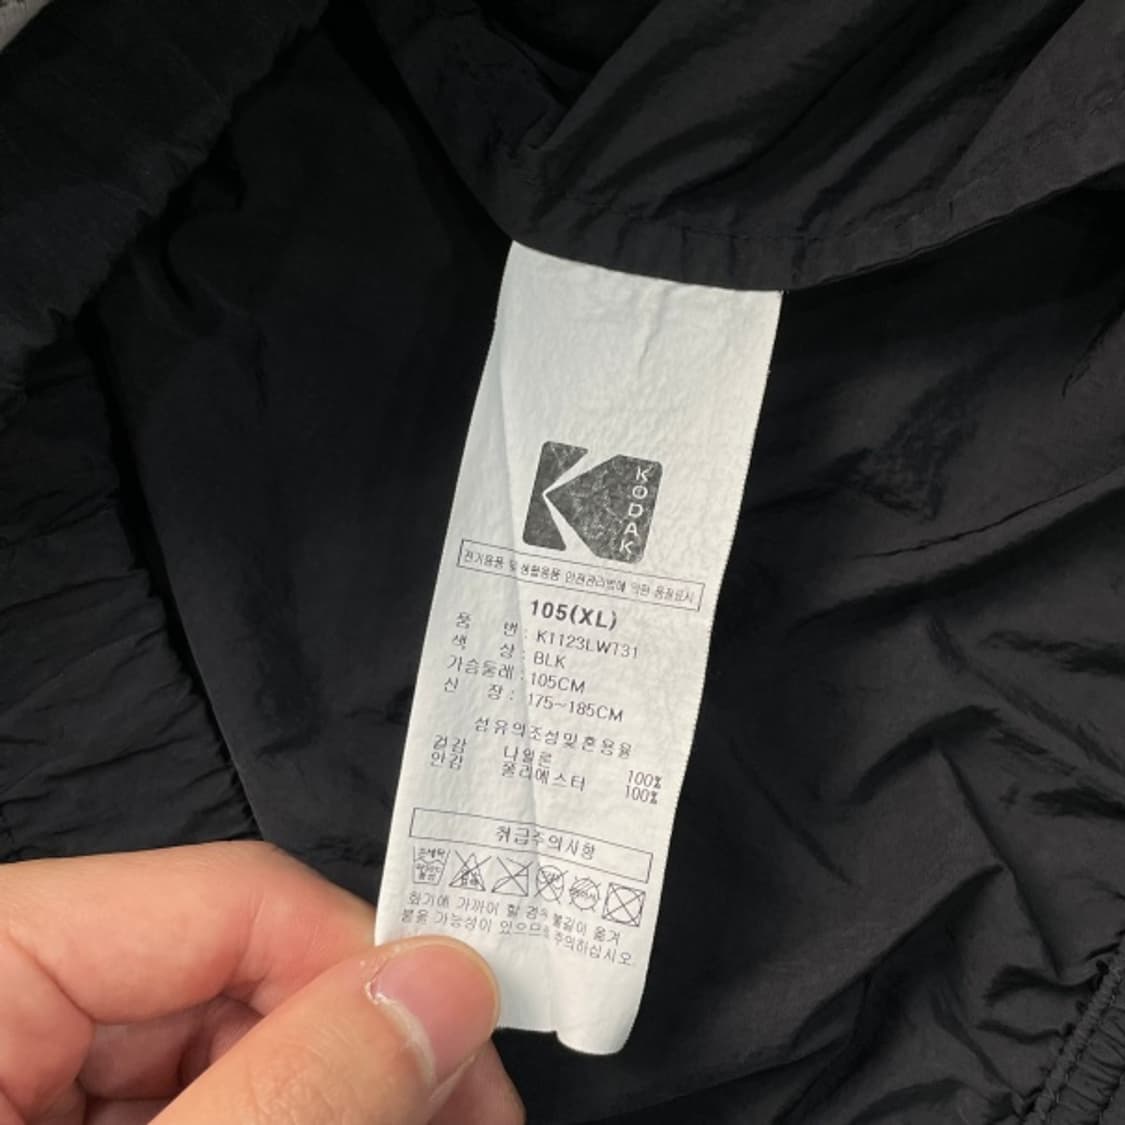 KODAK
전기용품 및 생활용품 안전관리법에 의한 품질표시
105(XL)
품 번 : K1123LWT31
색 상 : BLK
가슴둘레 : 105CM
신 장 : 175~185CM
섬유의조성및혼용율
겉감 나일론 100%
안감 폴리에스터 100%
취급주의사항
손세탁
화기에 가까이 할 경우 불길이 옮겨
붙을 가능성이 있으므로 주의하십시오